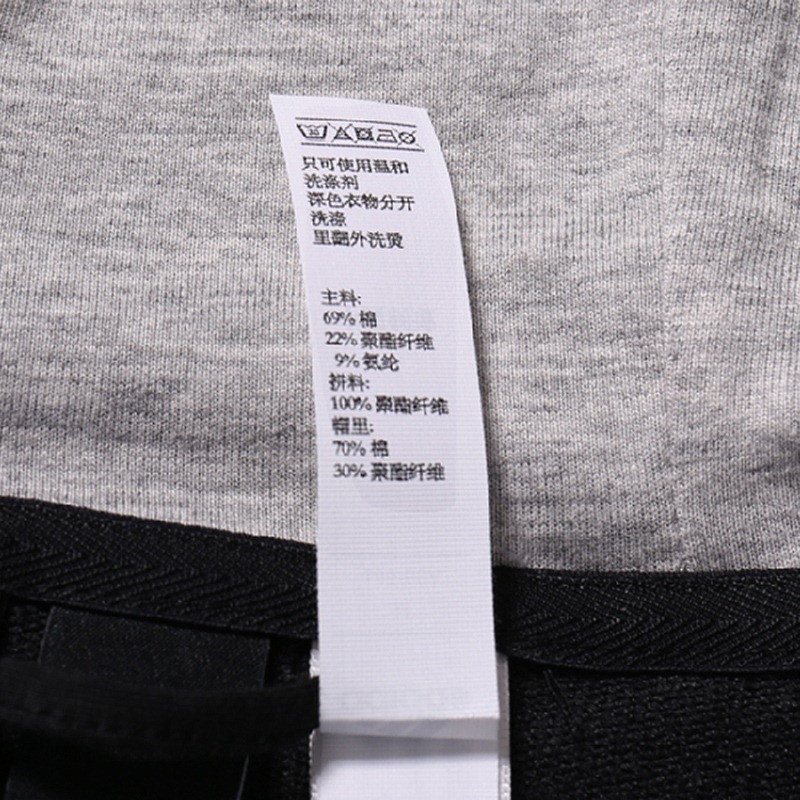 只可使用温和
洗涤剂
深色衣物分开
洗涤
里翻外洗烫
主料:
69% 棉
22% 聚酯纤维
9% 氨纶
拼料:
100% 聚酯纤维
帽里:
70% 棉
30% 聚酯纤维